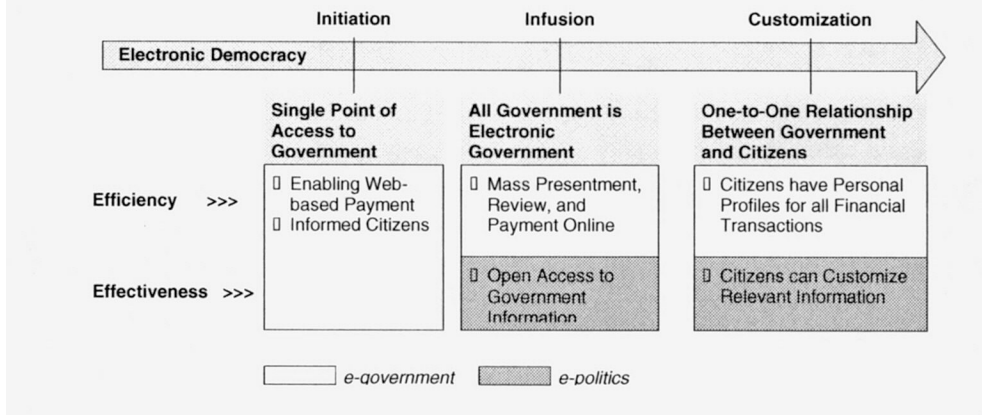 Initiation Infusion Customization
Electronic Democracy
Single Point of
Access to
Government
All Government is
Electronic
Government
One-to-One Relationship
Between Government
and Citizens
Efficiency >>>
▯ Enabling Web-
based Payment
▯ Informed Citizens
▯ Mass Presentment,
Review, and
Payment Online
▯ Citizens have Personal
Profiles for all Financial
Transactions
Effectiveness >>>
▯ Open Access to
Government
Information
▯ Citizens can Customize
Relevant Information
e-government e-politics